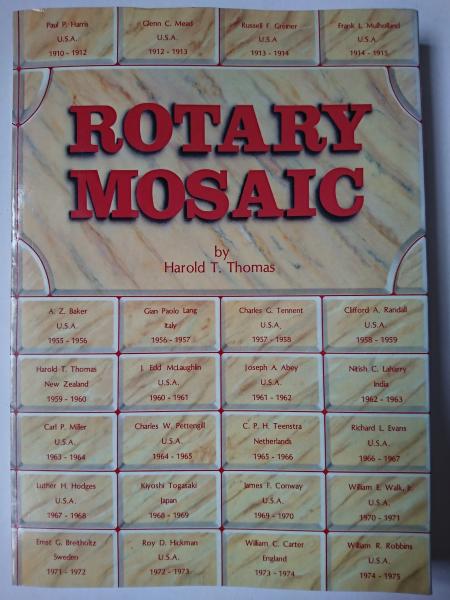 Paul P. Harris
U.S.A.
1910 - 1912
Glenn C. Mead
U.S.A.
1912 - 1913
Russell F. Greiner
U.S.A.
1913 - 1914
Frank L. Mulholland
U.S.A.
1914 - 1915
ROTARY
MOSAIC
by
Harold T. Thomas
A. Z. Baker
U.S.A.
1955 - 1956
Gian Paolo Lang
Italy
1956 - 1957
Charles G. Tennent
U.S.A.
1957 - 1958
Clifford A. Randall
U.S.A.
1958 - 1959
Harold T. Thomas
New Zealand
1959 - 1960
J. Edd McLaughlin
U.S.A.
1960 - 1961
Joseph A. Abey
U.S.A.
1961 - 1962
Nitish C. Laharry
India
1962 - 1963
Carl P. Miller
U.S.A.
1963 - 1964
Charles W. Pettengill
U.S.A.
1964 - 1965
C. P. H. Teenstra
Netherlands
1965 - 1966
Richard L. Evans
U.S.A.
1966 - 1967
Luther H. Hodges
U.S.A.
1967 - 1968
Kiyoshi Togasaki
Japan
1968 - 1969
James F. Conway
U.S.A.
1969 - 1970
William E. Walk, Jr.
U.S.A.
1970 - 1971
Ernst G. Breitholtz
Sweden
1971 - 1972
Roy D. Hickman
U.S.A.
1972 - 1973
William C. Carter
England
1973 - 1974
William R. Robbins
U.S.A.
1974 - 1975